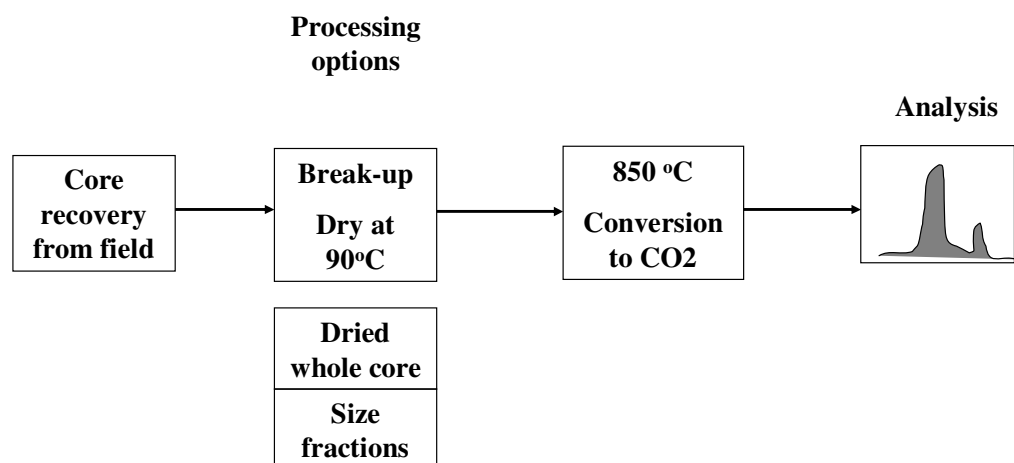 Processing
options
Analysis
Core
recovery
from field
Break-up
Dry at
90°C
850 °C
Conversion
to CO2
Dried
whole core
Size
fractions